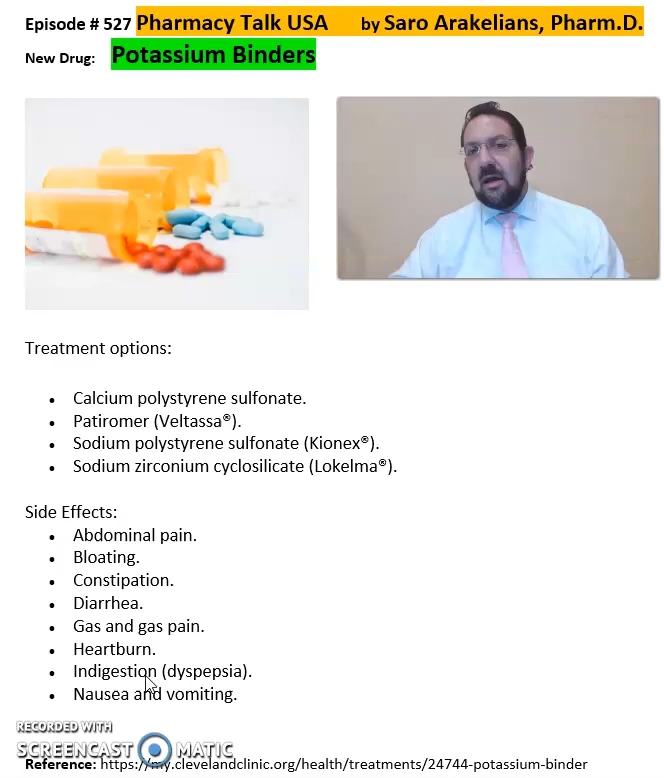 Episode # 527 Pharmacy Talk USA by Saro Arakelians, Pharm.D.
New Drug: Potassium Binders
Treatment options:
• Calcium polystyrene sulfonate.
• Patiromer (Veltassa®).
• Sodium polystyrene sulfonate (Kionex®).
• Sodium zirconium cyclosilicate (Lokelma®).
Side Effects:
• Abdominal pain.
• Bloating.
• Constipation.
• Diarrhea.
• Gas and gas pain.
• Heartburn.
• Indigestion (dyspepsia).
• Nausea and vomiting.
RECORDED WITH
SCREENCAST MATIC
Reference: https://my.clevelandclinic.org/health/treatments/24744-potassium-binder